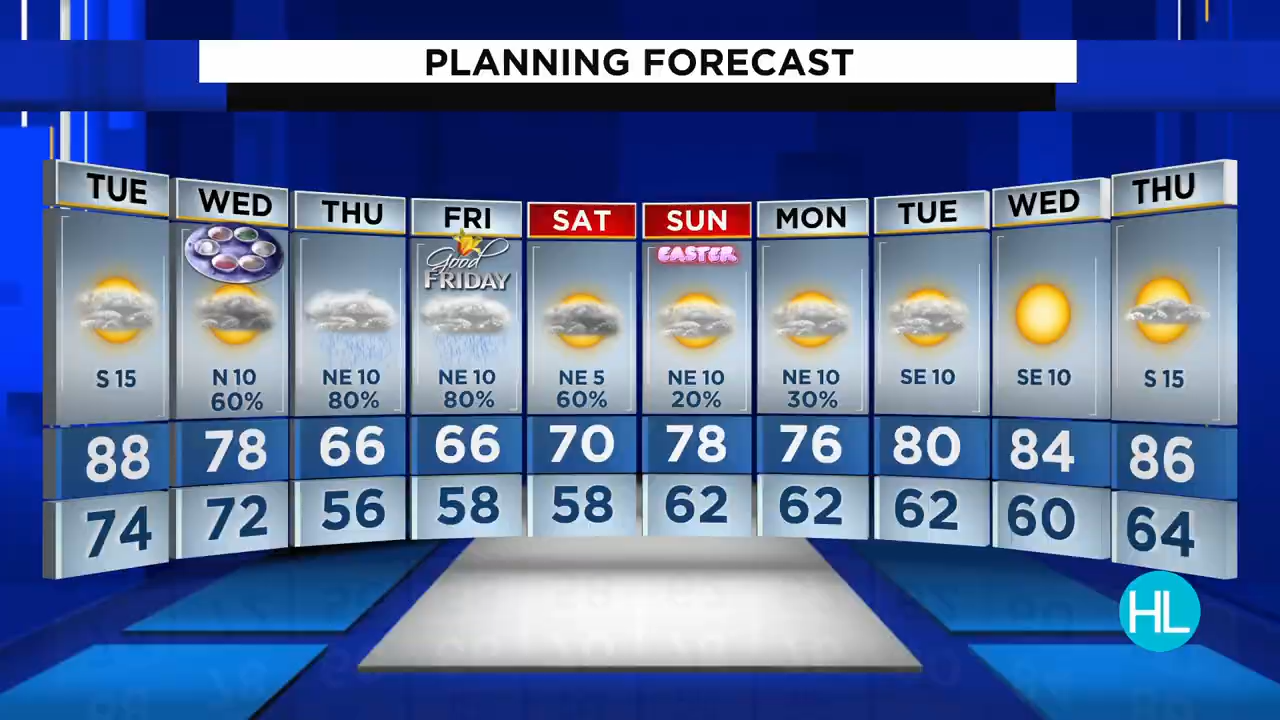 PLANNING FORECAST
TUE WED THU FRI SAT SUN MON TUE WED THU
Good
FRIDAY
EASTER
S 15 N 10 NE 10 NE 10 NE 5 NE 10 NE 10 SE 10 SE 10 S 15
60% 80% 80% 60% 20% 30%
88 78 66 66 70 78 76 80 84 86
74 72 56 58 58 62 62 62 60 64
HL